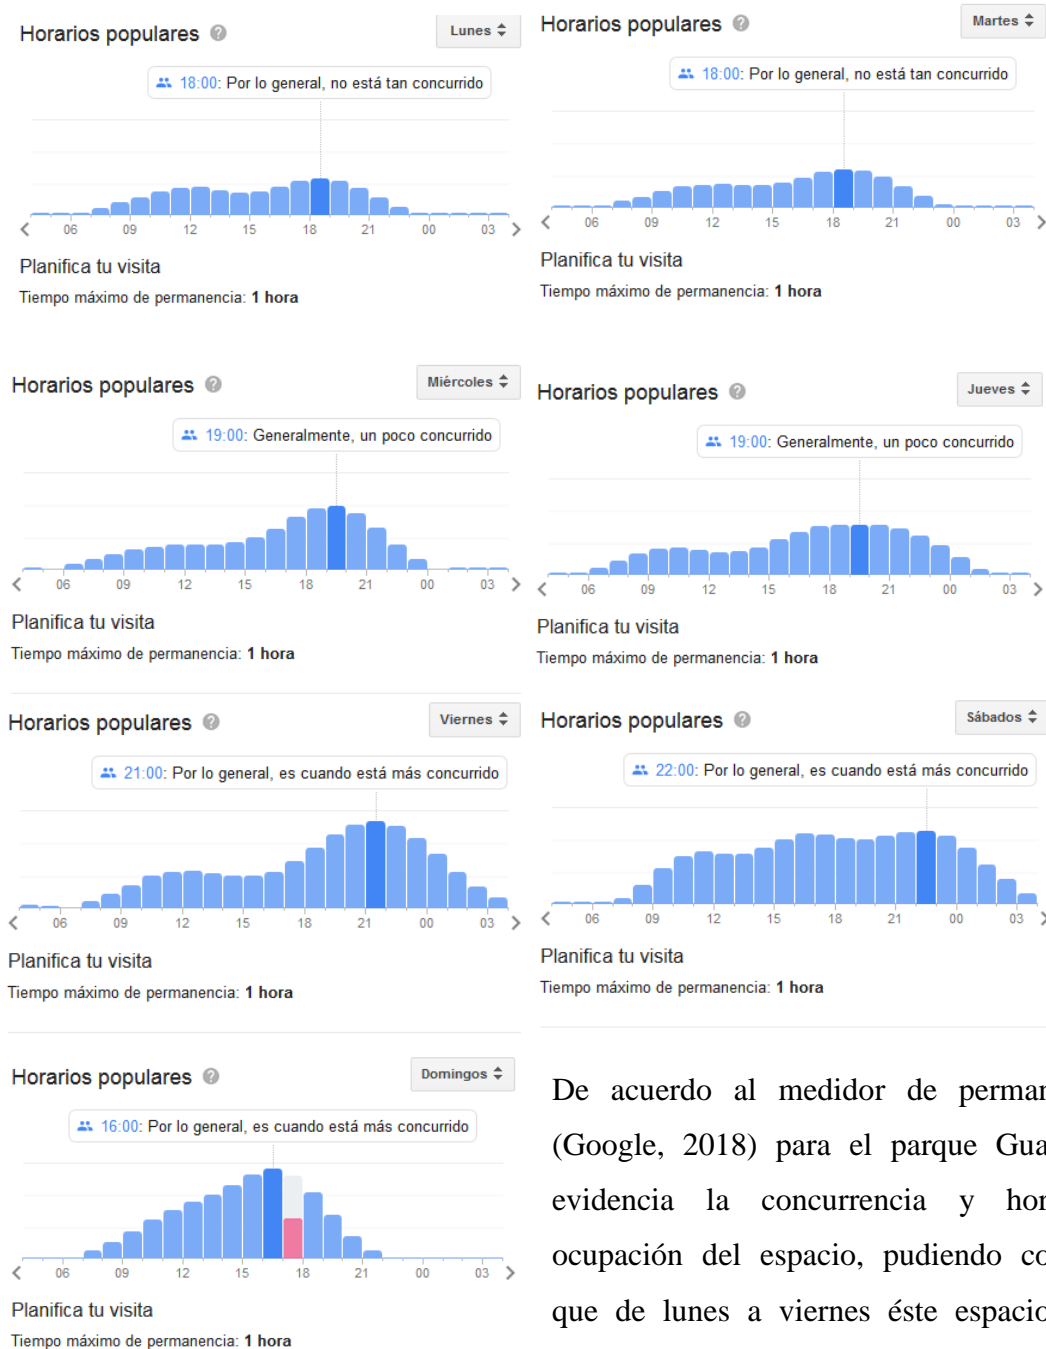 Horarios populares
Lunes
18:00: Por lo general, no está tan concurrido
06 09 12 15 18 21 00 03
Planifica tu visita
Tiempo máximo de permanencia: 1 hora
Horarios populares
Martes
18:00: Por lo general, no está tan concurrido
06 09 12 15 18 21 00 03
Planifica tu visita
Tiempo máximo de permanencia: 1 hora
Horarios populares
Miércoles
19:00: Generalmente, un poco concurrido
06 09 12 15 18 21 00 03
Planifica tu visita
Tiempo máximo de permanencia: 1 hora
Horarios populares
Jueves
19:00: Generalmente, un poco concurrido
06 09 12 15 18 21 00 03
Planifica tu visita
Tiempo máximo de permanencia: 1 hora
Horarios populares
Viernes
21:00: Por lo general, es cuando está más concurrido
06 09 12 15 18 21 00 03
Planifica tu visita
Tiempo máximo de permanencia: 1 hora
Horarios populares
Sábados
22:00: Por lo general, es cuando está más concurrido
06 09 12 15 18 21 00 03
Planifica tu visita
Tiempo máximo de permanencia: 1 hora
Horarios populares
Domingos
16:00: Por lo general, es cuando está más concurrido
06 09 12 15 18 21 00 03
Planifica tu visita
Tiempo máximo de permanencia: 1 hora
De acuerdo al medidor de
(Google, 2018) para el parque
evidencia la concurrencia y
ocupación del espacio, pudiendo
que de lunes a viernes éste espacio